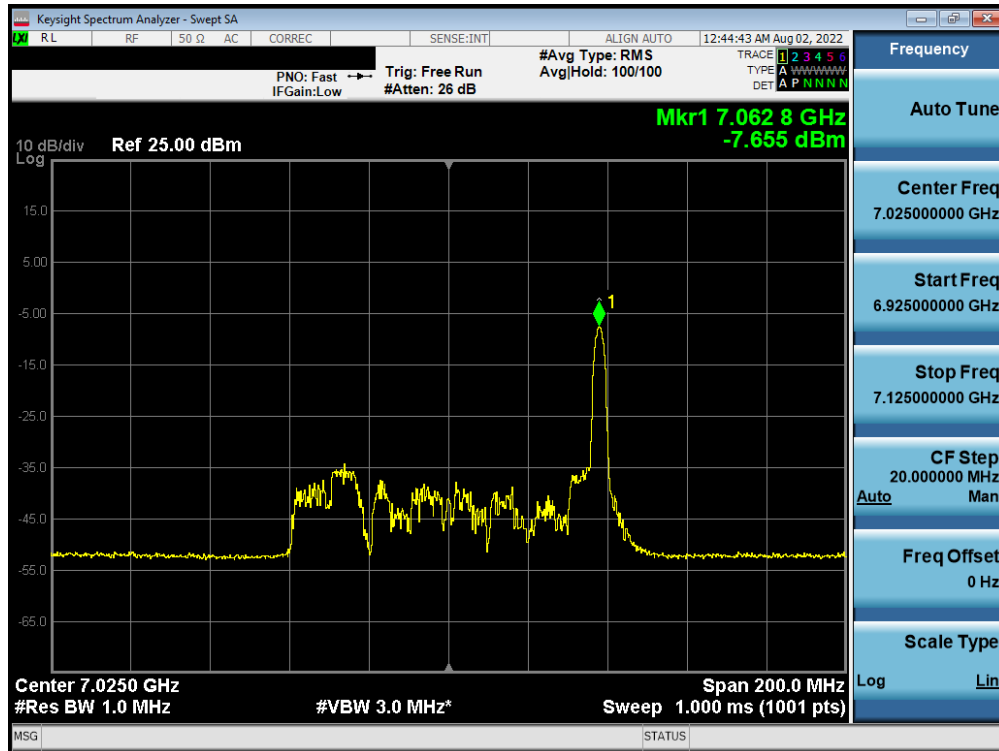 Keysight Spectrum Analyzer - Swept SA
LXI RL RF 50 Ω AC CORREC SENSE:INT ALIGN AUTO 12:44:43 AM Aug 02, 2022
PNO: Fast
IFGain:Low
Trig: Free Run
#Atten: 26 dB
#Avg Type: RMS
Avg|Hold: 100/100
TRACE 1 2 3 4 5 6
TYPE A WWWWW
DET A P N N N N
Mkr1 7.062 8 GHz
-7.655 dBm
10 dB/div Ref 25.00 dBm
Log
15.0
5.00
-5.00
-15.0
-25.0
-35.0
-45.0
-55.0
-65.0
1
Center 7.0250 GHz Span 200.0 MHz
#Res BW 1.0 MHz #VBW 3.0 MHz* Sweep 1.000 ms (1001 pts)
MSG STATUS
Frequency
Auto Tune
Center Freq
7.025000000 GHz
Start Freq
6.925000000 GHz
Stop Freq
7.125000000 GHz
CF Step
20.000000 MHz
Auto Man
Freq Offset
0 Hz
Scale Type
Log Lin